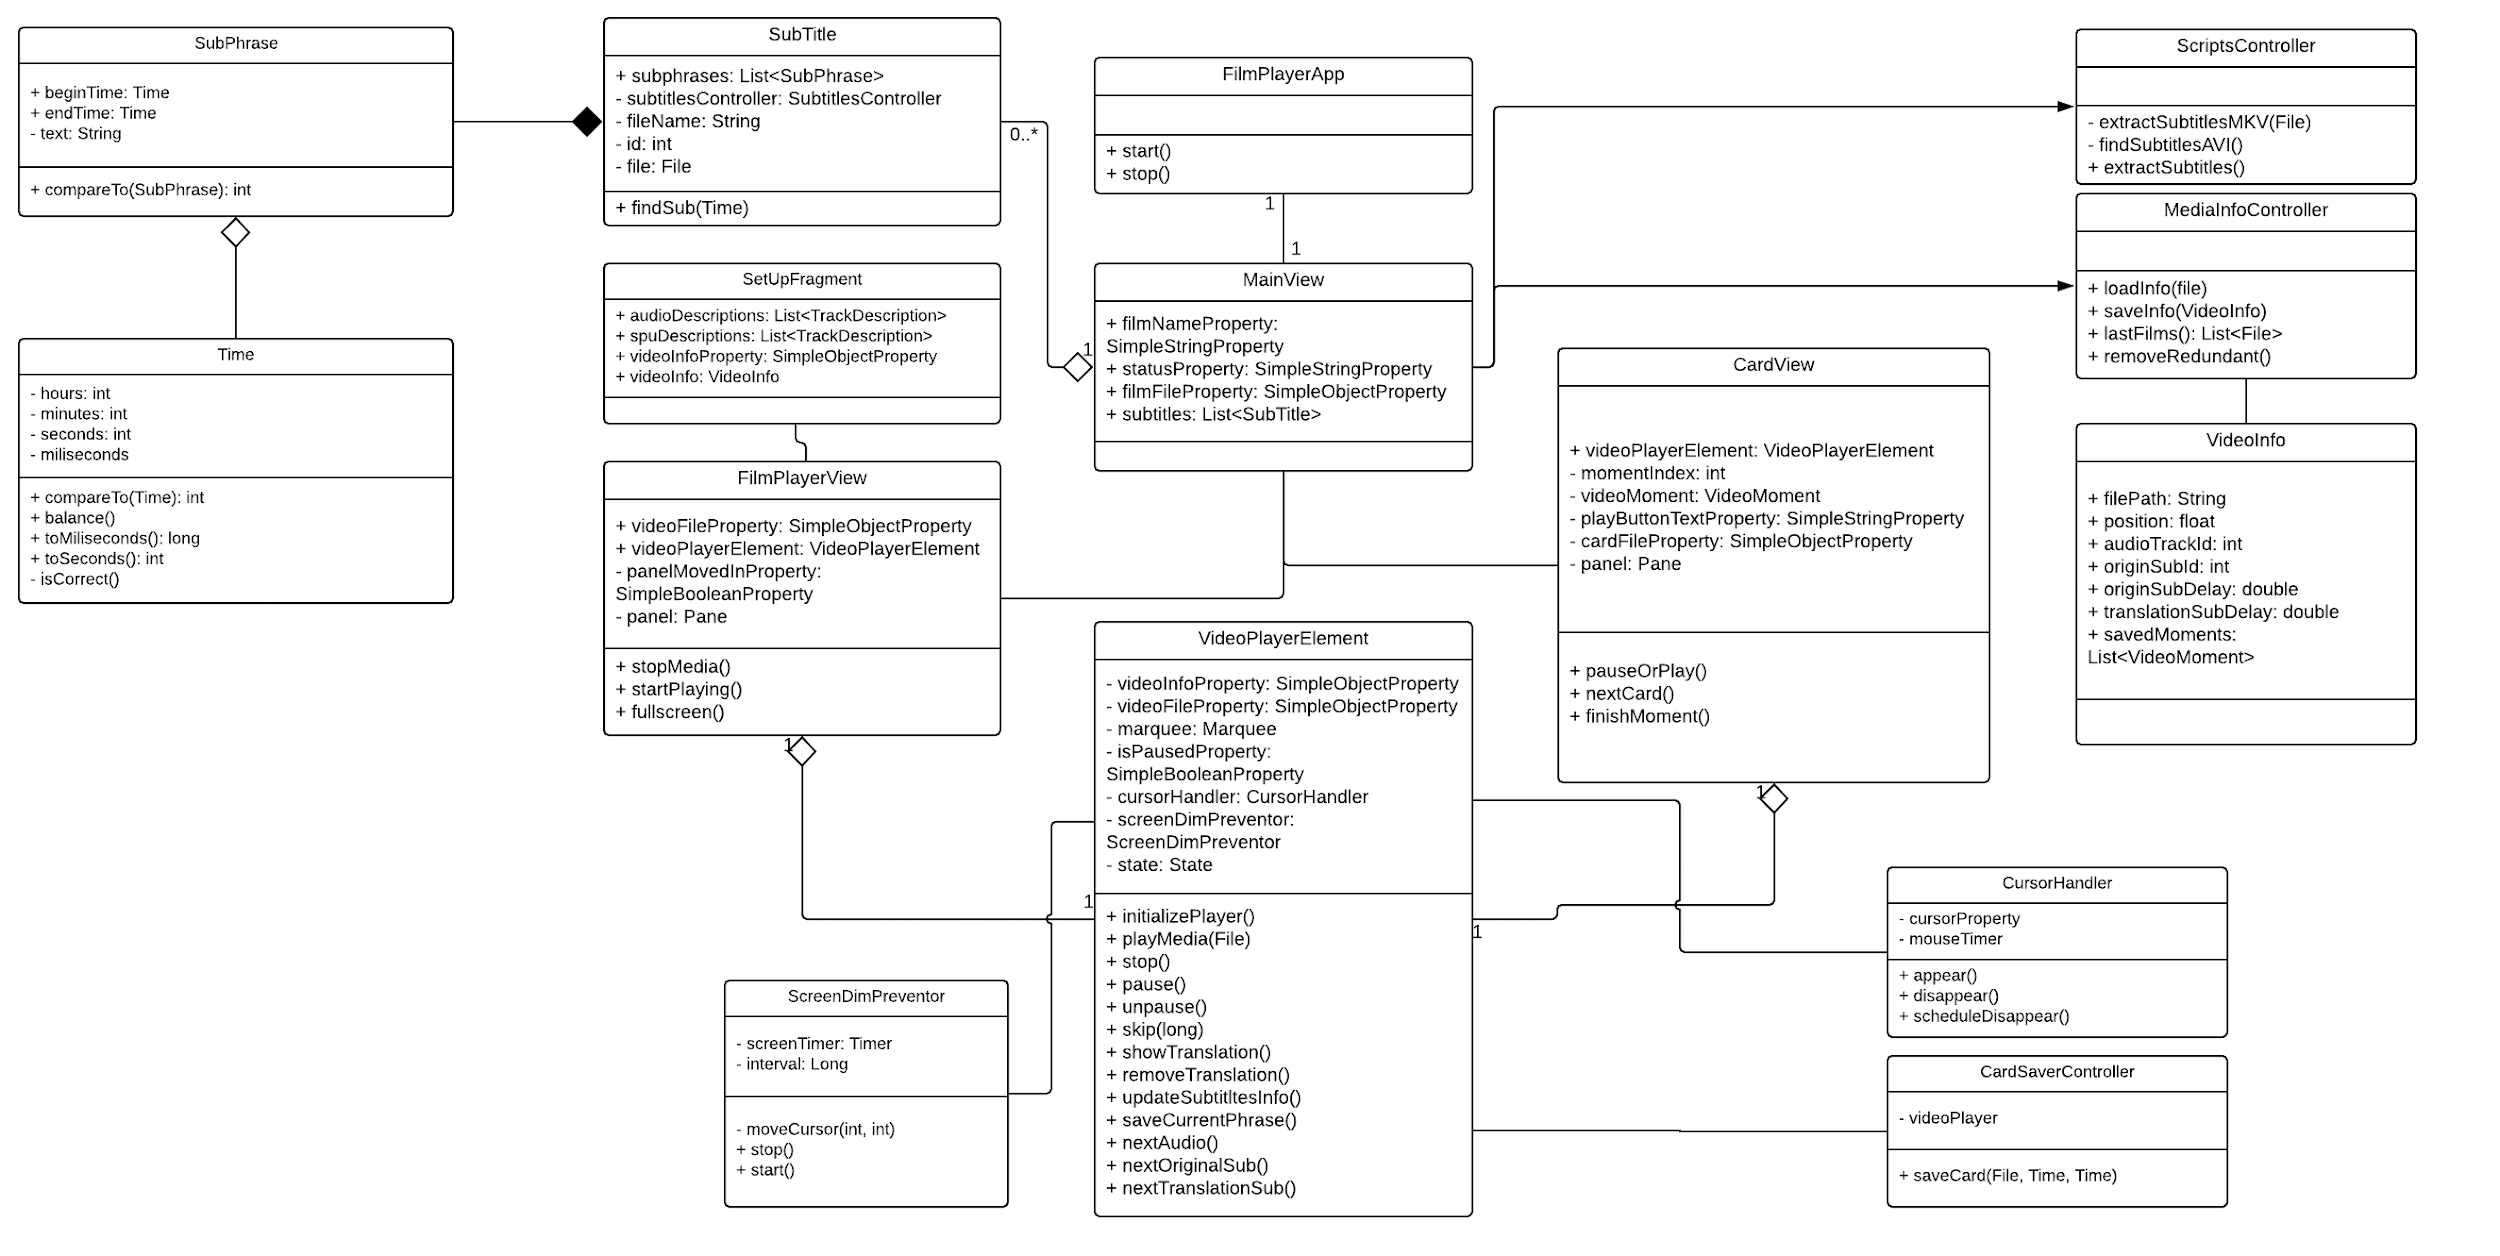 SubPhrase
+ beginTime: Time
+ endTime: Time
- text: String
+ compareTo(SubPhrase): int
SubTitle
+ subphrases: List<SubPhrase>
- subtitlesController: SubtitlesController
- fileName: String
- id: int
- file: File
+ findSub(Time)
0..*
FilmPlayerApp
+ start()
+ stop()
1
1
ScriptsController
- extractSubtitlesMKV(File)
- findSubtitlesAVI()
+ extractSubtitles()
MediaInfoController
+ loadInfo(file)
+ saveInfo(VideoInfo)
+ lastFilms(): List<File>
+ removeRedundant()
Time
- hours: int
- minutes: int
- seconds: int
- miliseconds
+ compareTo(Time): int
+ balance()
+ toMiliseconds(): long
+ toSeconds(): int
- isCorrect()
SetUpFragment
+ audioDescriptions: List<TrackDescription>
+ spuDescriptions: List<TrackDescription>
+ videoInfoProperty: SimpleObjectProperty
+ videoInfo: VideoInfo
1
MainView
+ filmNameProperty:
SimpleStringProperty
+ statusProperty: SimpleStringProperty
+ filmFileProperty: SimpleObjectProperty
+ subtitles: List<SubTitle>
CardView
+ videoPlayerElement: VideoPlayerElement
- momentIndex: int
- videoMoment: VideoMoment
- playButtonTextProperty: SimpleStringProperty
- cardFileProperty: SimpleObjectProperty
- panel: Pane
+ pauseOrPlay()
+ nextCard()
+ finishMoment()
1
VideoInfo
+ filePath: String
+ position: float
+ audioTrackId: int
+ originSubId: int
+ originSubDelay: double
+ translationSubDelay: double
+ savedMoments:
List<VideoMoment>
FilmPlayerView
+ videoFileProperty: SimpleObjectProperty
+ videoPlayerElement: VideoPlayerElement
- panelMovedInProperty:
SimpleBooleanProperty
- panel: Pane
+ stopMedia()
+ startPlaying()
+ fullscreen()
1
VideoPlayerElement
- videoInfoProperty: SimpleObjectProperty
- videoFileProperty: SimpleObjectProperty
- marquee: Marquee
- isPausedProperty:
SimpleBooleanProperty
- cursorHandler: CursorHandler
- screenDimPreventor:
ScreenDimPreventor
- state: State
1
1
+ initializePlayer()
+ playMedia(File)
+ stop()
+ pause()
+ unpause()
+ skip(long)
+ showTranslation()
+ removeTranslation()
+ updateSubtitltesInfo()
+ saveCurrentPhrase()
+ nextAudio()
+ nextOriginalSub()
+ nextTranslationSub()
ScreenDimPreventor
- screenTimer: Timer
- interval: Long
- moveCursor(int, int)
+ stop()
+ start()
CursorHandler
- cursorProperty
- mouseTimer
+ appear()
+ disappear()
+ scheduleDisappear()
CardSaverController
- videoPlayer
+ saveCard(File, Time, Time)